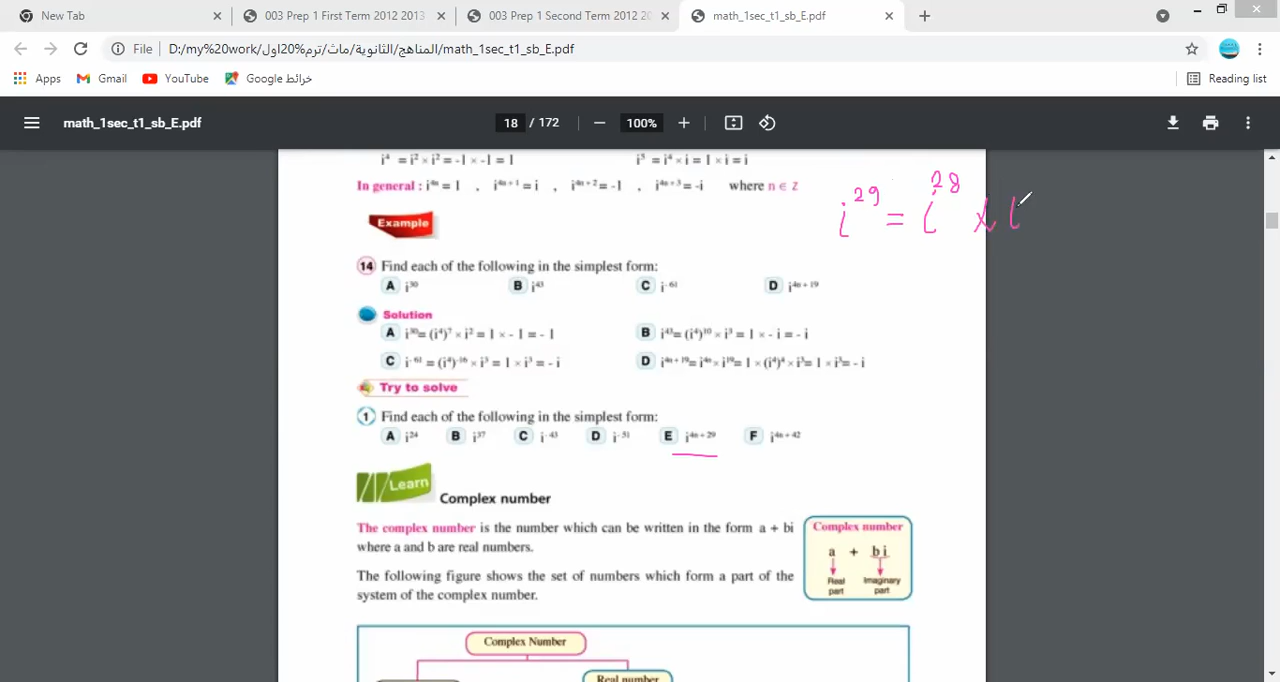 New Tab
003 Prep 1 First Term 2012 2013
003 Prep 1 Second Term 2012 20
math_1sec_t1_sb_E.pdf
File D:/my%20work/المناهج/الثانوية/ماث/ترم%20اول/math_1sec_t1_sb_E.pdf
Apps Gmail YouTube خرائط Google Reading list
math_1sec_t1_sb_E.pdf 18 / 172 100%
i⁴ = i² × i² = -1 × -1 = 1 i⁵ = i⁴ × i = 1 × i = i
In general : i⁴ⁿ = 1 , i⁴ⁿ⁺¹ = i , i⁴ⁿ⁺² = -1 , i⁴ⁿ⁺³ = -i where n ∈ Z
i²⁹ = i²⁸ × i
Example
14 Find each of the following in the simplest form:
A i³⁰ B i⁴³ C i⁻⁶¹ D i⁴ⁿ⁺¹⁹
Solution
A i³⁰= (i⁴)⁷ × i² = 1 × - 1 = - 1 B i⁴³= (i⁴)¹⁰ × i³ = 1 × - i = - i
C i⁻⁶¹ = (i⁴)⁻¹⁶ × i³ = 1 × i³ = - i D i⁴ⁿ⁺¹⁹= i⁴ⁿ × i¹⁹= 1 × (i⁴)⁴ × i³= 1 × i³= - i
Try to solve
1 Find each of the following in the simplest form:
A i²⁴ B i³⁷ C i⁻⁴³ D i⁻⁵¹ E i⁴ⁿ⁺²⁹ F i⁴ⁿ⁺⁴²
Learn
Complex number
The complex number is the number which can be written in the form a + bi
where a and b are real numbers.
The following figure shows the set of numbers which form a part of the
system of the complex number.
Complex number
a + bi
Real part Imaginary part
Complex Number
Real number